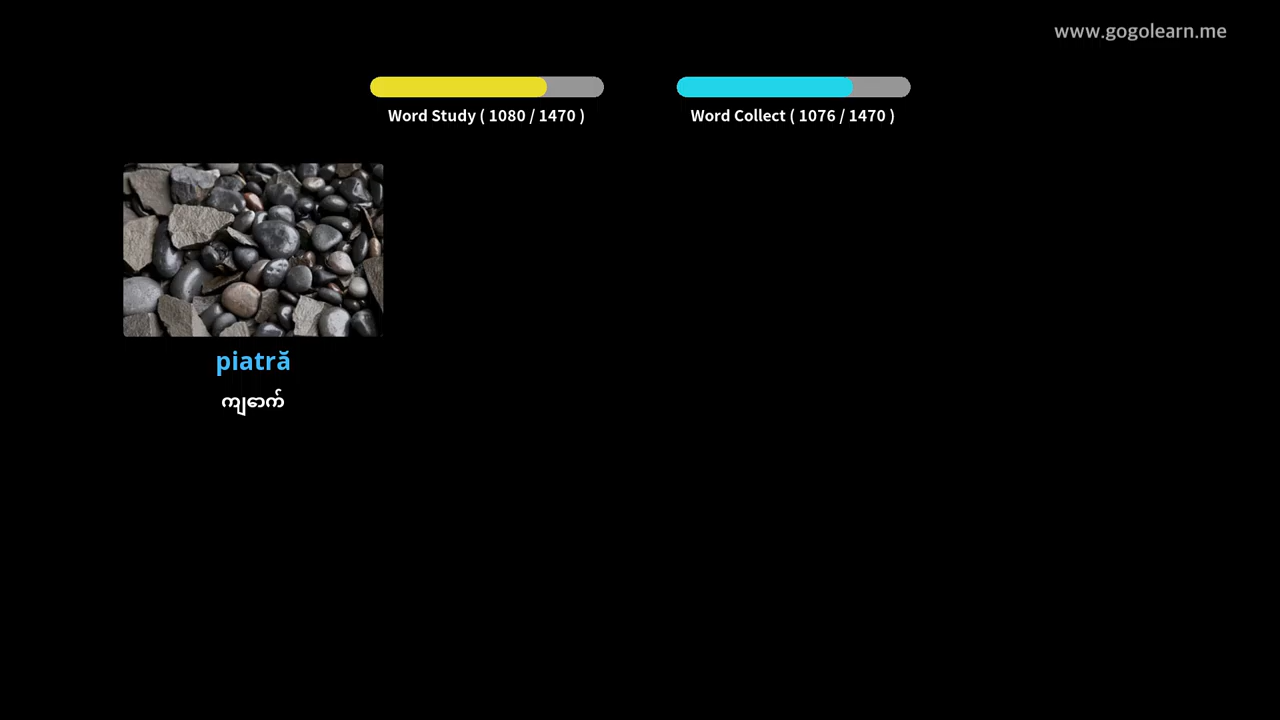 www.gogolearn.me
Word Study ( 1080 / 1470 )
Word Collect ( 1076 / 1470 )
piatră
ကျောက်